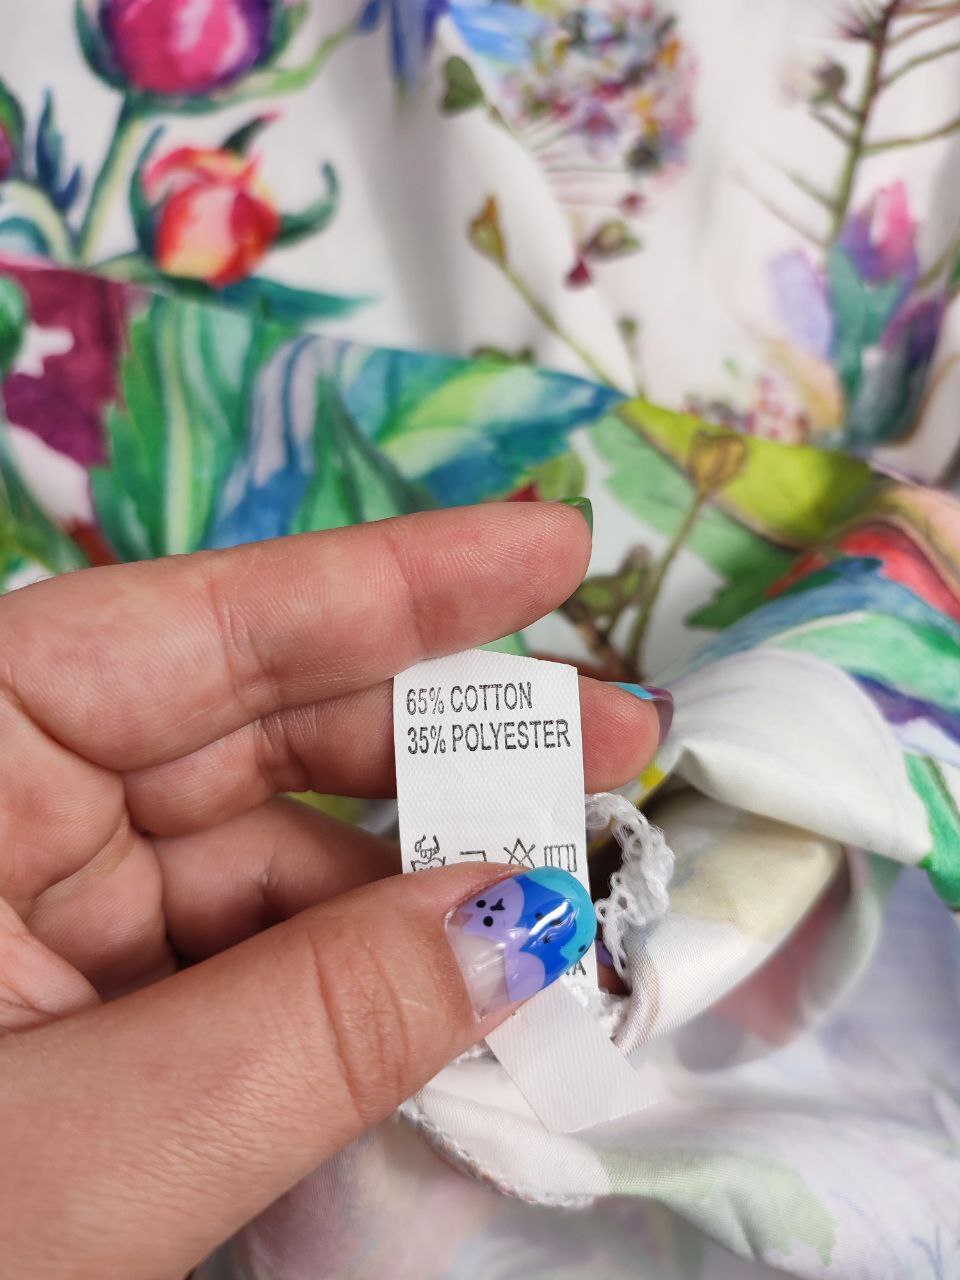 65% COTTON
35% POLYESTER